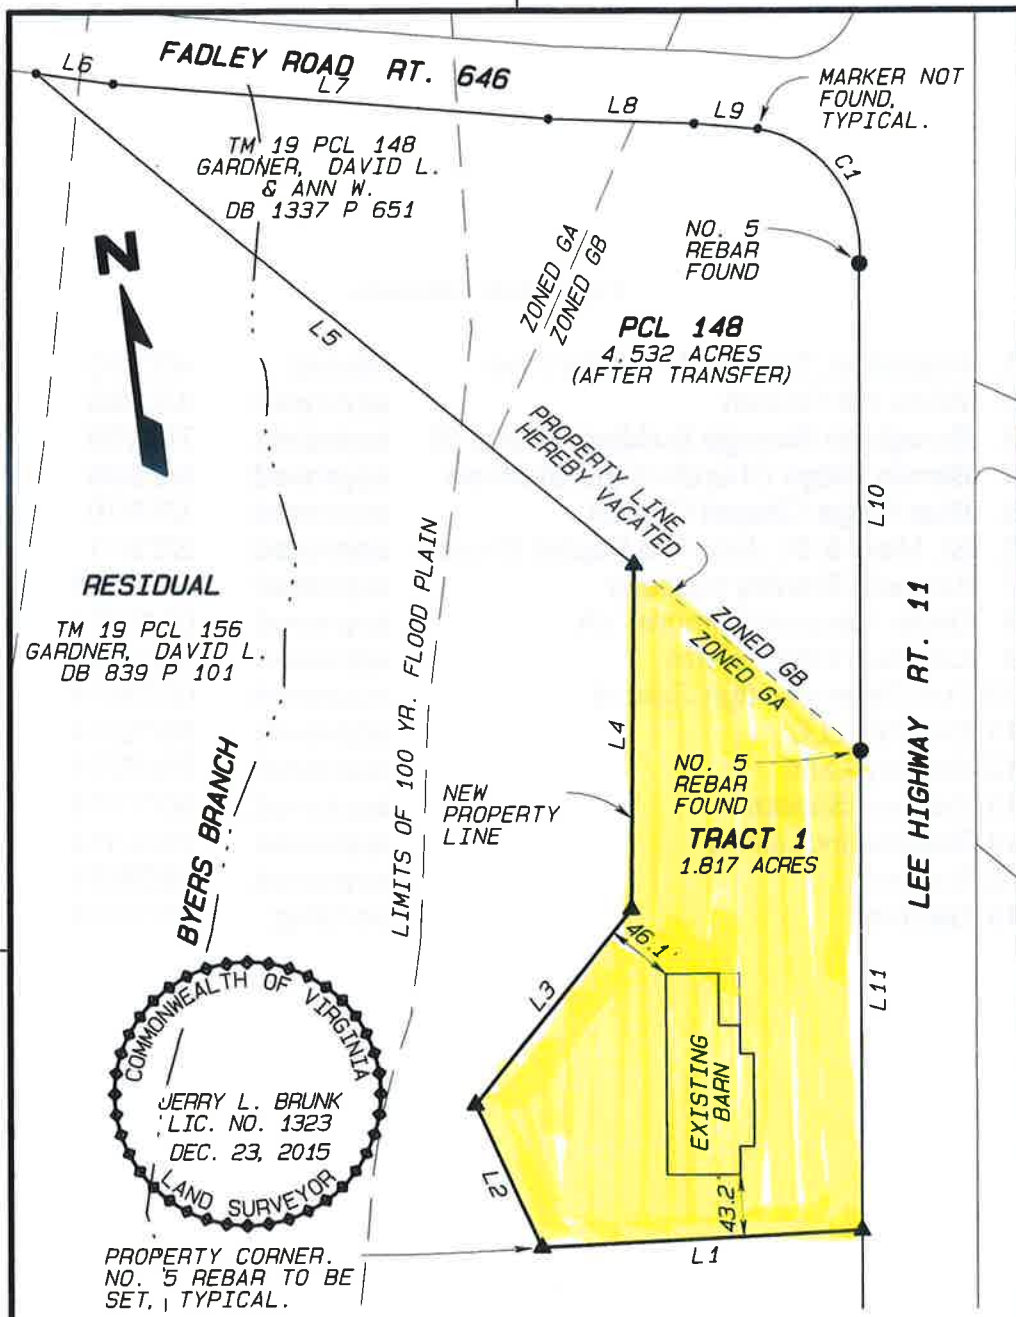 FADLEY ROAD RT. 646
L6
L7
L8
L9
MARKER NOT
FOUND,
TYPICAL.
C1
TM 19 PCL 148
GARDNER, DAVID L.
& ANN W.
DB 1337 P 651
N
L5
ZONED GA
ZONED GB
NO. 5
REBAR
FOUND
PCL 148
4.532 ACRES
(AFTER TRANSFER)
PROPERTY LINE
HEREBY VACATED
L10
RESIDUAL
TM 19 PCL 156
GARDNER, DAVID L.
DB 839 P 101
LIMITS OF 100 YR. FLOOD PLAIN
ZONED GB
ZONED GA
LEE HIGHWAY RT. 11
L4
BYERS BRANCH
NEW
PROPERTY
LINE
NO. 5
REBAR
FOUND
TRACT 1
1.817 ACRES
46.1'
L3
L11
EXISTING
BARN
COMMONWEALTH OF VIRGINIA
JERRY L. BRUNK
LIC. NO. 1323
DEC. 23, 2015
LAND SURVEYOR
L2
43.2'
L1
PROPERTY CORNER.
NO. 5 REBAR TO BE
SET, TYPICAL.